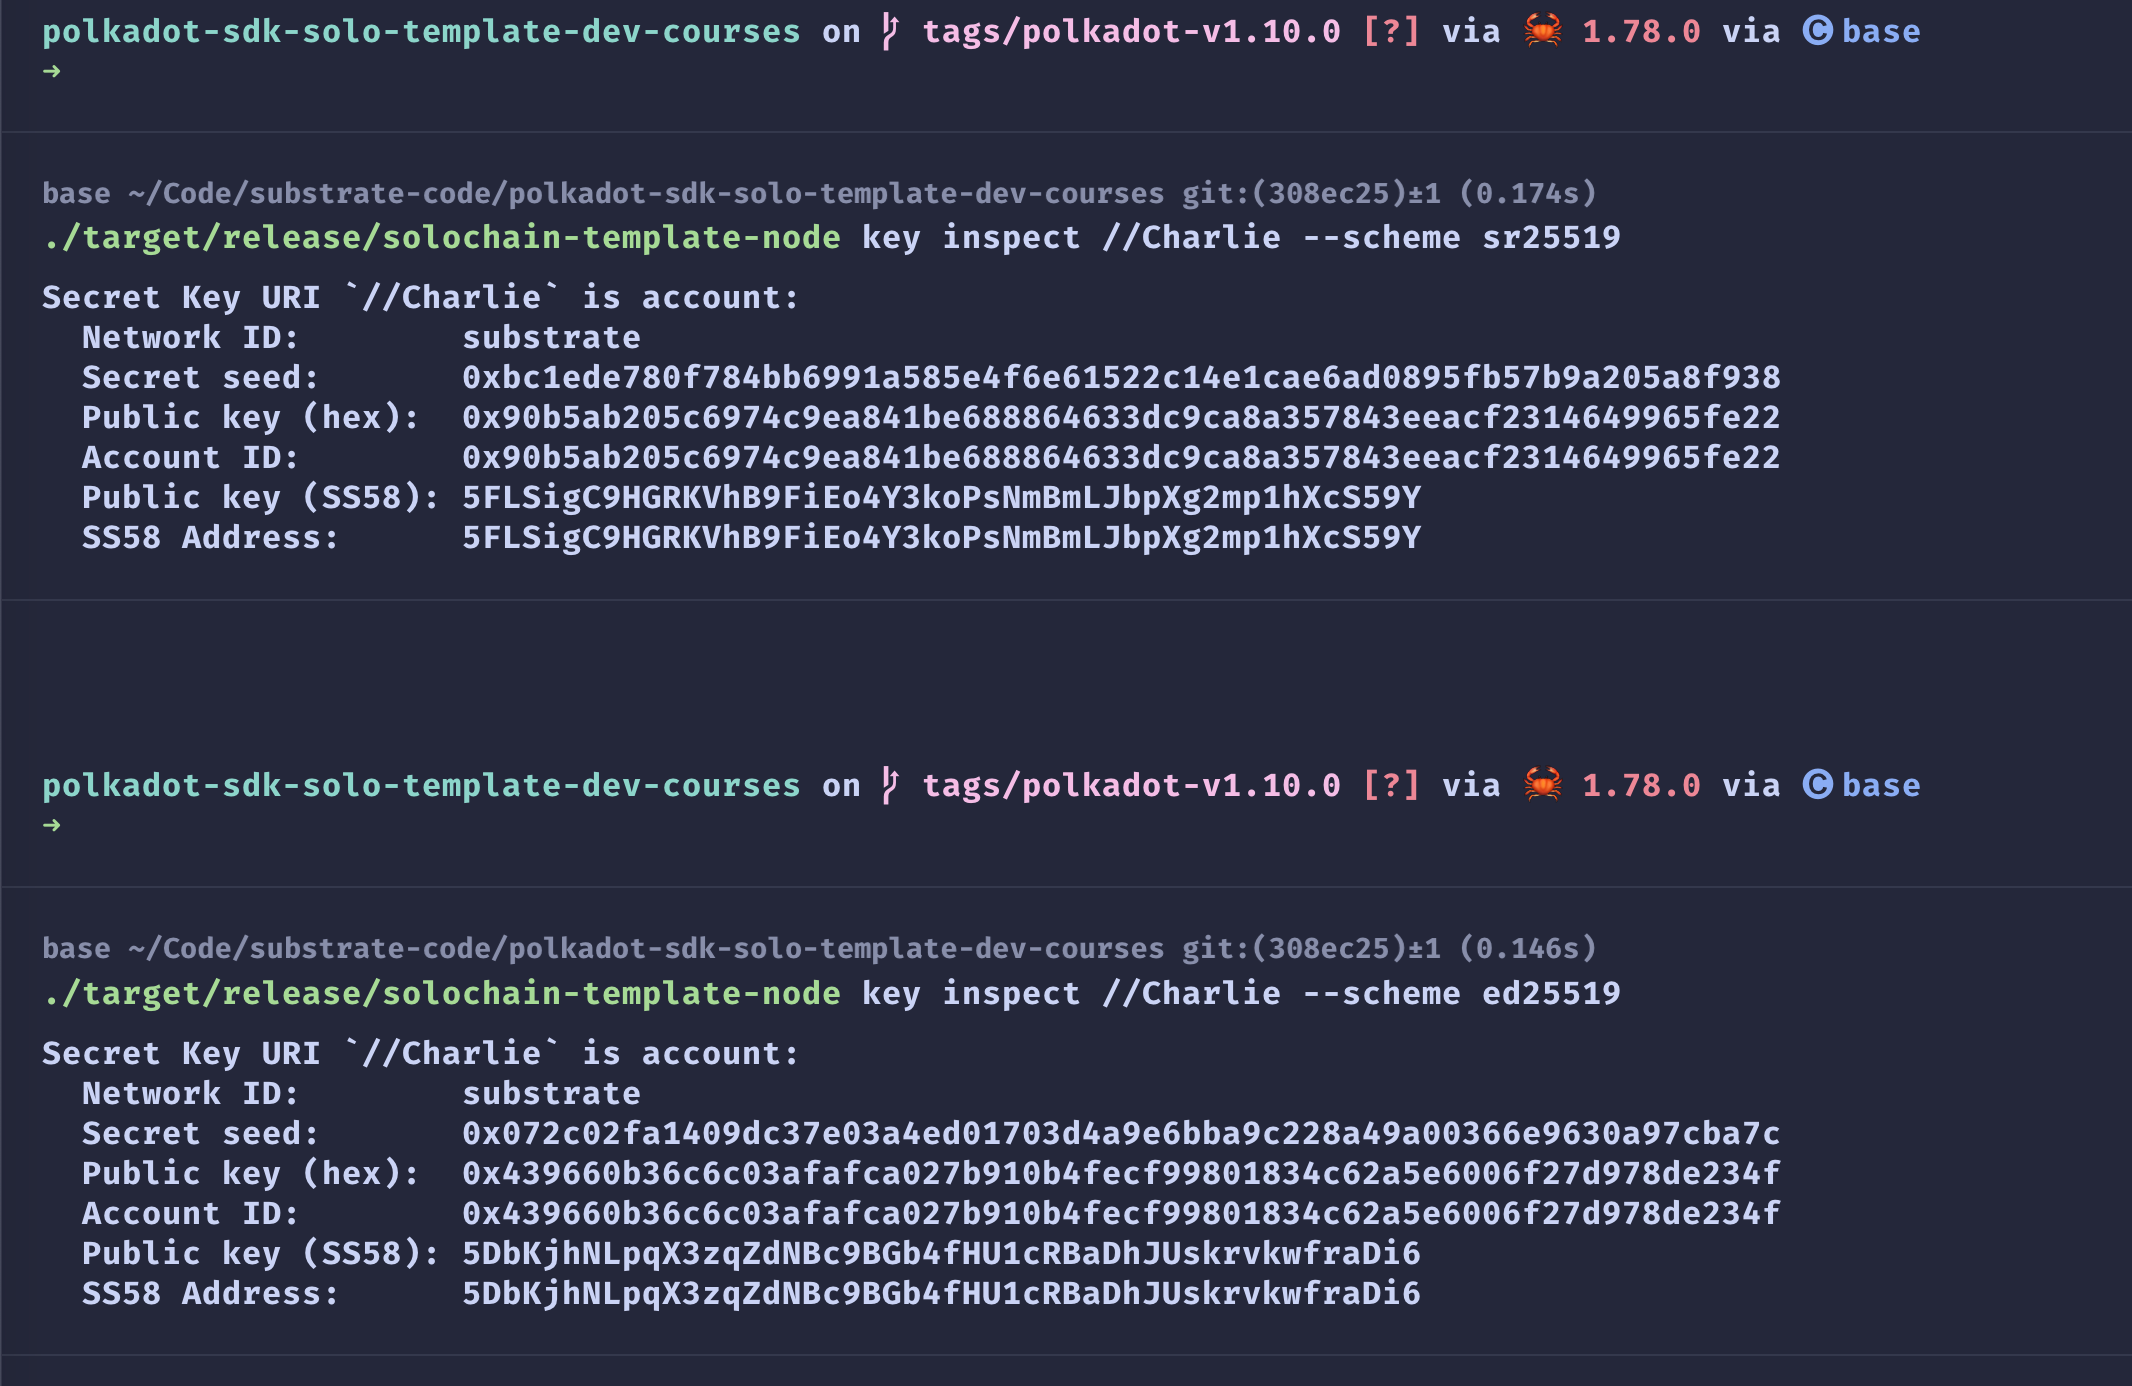 polkadot-sdk-solo-template-dev-courses on tags/polkadot-v1.10.0 [?] via 🦀 1.78.0 via 🅒 base
➜
base ~/Code/substrate-code/polkadot-sdk-solo-template-dev-courses git:(308ec25)±1 (0.174s)
./target/release/solochain-template-node key inspect //Charlie --scheme sr25519
Secret Key URI `//Charlie` is account:
Network ID: substrate
Secret seed: 0xbc1ede780f784bb6991a585e4f6e61522c14e1cae6ad0895fb57b9a205a8f938
Public key (hex): 0x90b5ab205c6974c9ea841be688864633dc9ca8a357843eeacf2314649965fe22
Account ID: 0x90b5ab205c6974c9ea841be688864633dc9ca8a357843eeacf2314649965fe22
Public key (SS58): 5FLSigC9HGRKVhB9FiEo4Y3koPsNmBmLJbpXg2mp1hXcS59Y
SS58 Address: 5FLSigC9HGRKVhB9FiEo4Y3koPsNmBmLJbpXg2mp1hXcS59Y
polkadot-sdk-solo-template-dev-courses on tags/polkadot-v1.10.0 [?] via 🦀 1.78.0 via 🅒 base
➜
base ~/Code/substrate-code/polkadot-sdk-solo-template-dev-courses git:(308ec25)±1 (0.146s)
./target/release/solochain-template-node key inspect //Charlie --scheme ed25519
Secret Key URI `//Charlie` is account:
Network ID: substrate
Secret seed: 0x072c02fa1409dc37e03a4ed01703d4a9e6bba9c228a49a00366e9630a97cba7c
Public key (hex): 0x439660b36c6c03afafca027b910b4fecf99801834c62a5e6006f27d978de234f
Account ID: 0x439660b36c6c03afafca027b910b4fecf99801834c62a5e6006f27d978de234f
Public key (SS58): 5DbKjhNLpqX3zqZdNBc9BGb4fHU1cRBaDhJUskrvkwfraDi6
SS58 Address: 5DbKjhNLpqX3zqZdNBc9BGb4fHU1cRBaDhJUskrvkwfraDi6